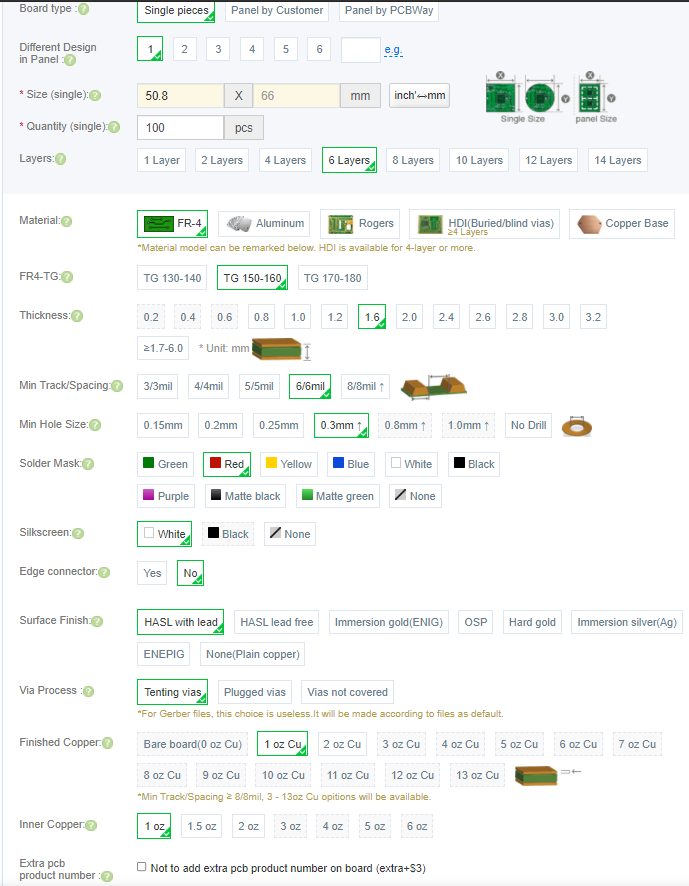 Board type :
Single pieces
Panel by Customer
Panel by PCBWay
Different Design
in Panel :
1
2
3
4
5
6
e.g.
* Size (single):
50.8
X
66
mm
inch'⇔mm
Single Size
panel Size
X
Y
X
Y
* Quantity (single):
100
pcs
Layers:
1 Layer
2 Layers
4 Layers
6 Layers
8 Layers
10 Layers
12 Layers
14 Layers
Material:
FR-4
Aluminum
Rogers
HDI(Buried/blind vias)
≥4 Layers
Copper Base
*Material model can be remarked below. HDI is available for 4-layer or more.
FR4-TG:
TG 130-140
TG 150-160
TG 170-180
Thickness:
0.2
0.4
0.6
0.8
1.0
1.2
1.6
2.0
2.4
2.6
2.8
3.0
3.2
≥1.7-6.0
* Unit: mm
Min Track/Spacing:
3/3mil
4/4mil
5/5mil
6/6mil
8/8mil ↑
Min Hole Size:
0.15mm
0.2mm
0.25mm
0.3mm ↑
0.8mm ↑
1.0mm ↑
No Drill
Solder Mask:
Green
Red
Yellow
Blue
White
Black
Purple
Matte black
Matte green
None
Silkscreen:
White
Black
None
Edge connector:
Yes
No
Surface Finish:
HASL with lead
HASL lead free
Immersion gold(ENIG)
OSP
Hard gold
Immersion silver(Ag)
ENEPIG
None(Plain copper)
Via Process :
Tenting vias
Plugged vias
Vias not covered
*For Gerber files, this choice is useless.It will be made according to files as default.
Finished Copper:
Bare board(0 oz Cu)
1 oz Cu
2 oz Cu
3 oz Cu
4 oz Cu
5 oz Cu
6 oz Cu
7 oz Cu
8 oz Cu
9 oz Cu
10 oz Cu
11 oz Cu
12 oz Cu
13 oz Cu
*Min Track/Spacing ≥ 8/8mil, 3 - 13oz Cu opitions will be available.
Inner Copper:
1 oz
1.5 oz
2 oz
3 oz
4 oz
5 oz
6 oz
Extra pcb
product number :
Not to add extra pcb product number on board (extra+$3)